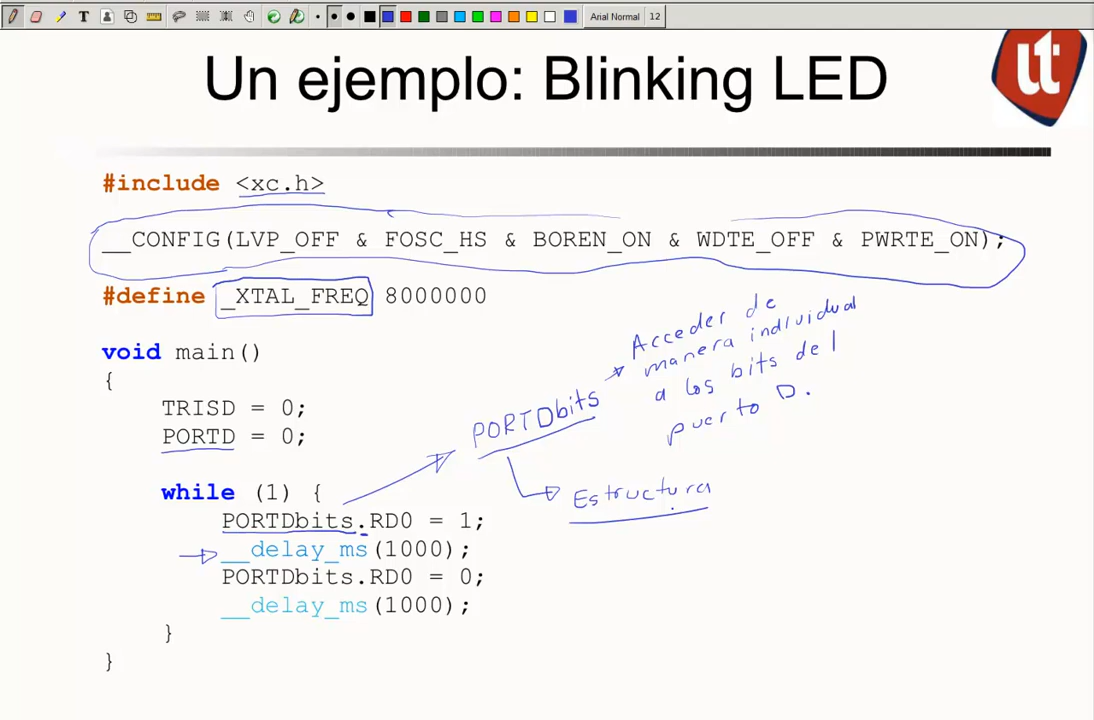 T
Arial Normal 12
Un ejemplo: Blinking LED
ut
#include <xc.h>
__CONFIG(LVP_OFF & FOSC_HS & BOREN_ON & WDTE_OFF & PWRTE_ON);
#define _XTAL_FREQ 8000000
void main()
{
TRISD = 0;
PORTD = 0;
while (1) {
PORTDbits.RD0 = 1;
__delay_ms(1000);
PORTDbits.RD0 = 0;
__delay_ms(1000);
}
}
PORTDbits
Acceder de
manera individual
a los bits del
puerto D.
Estructura